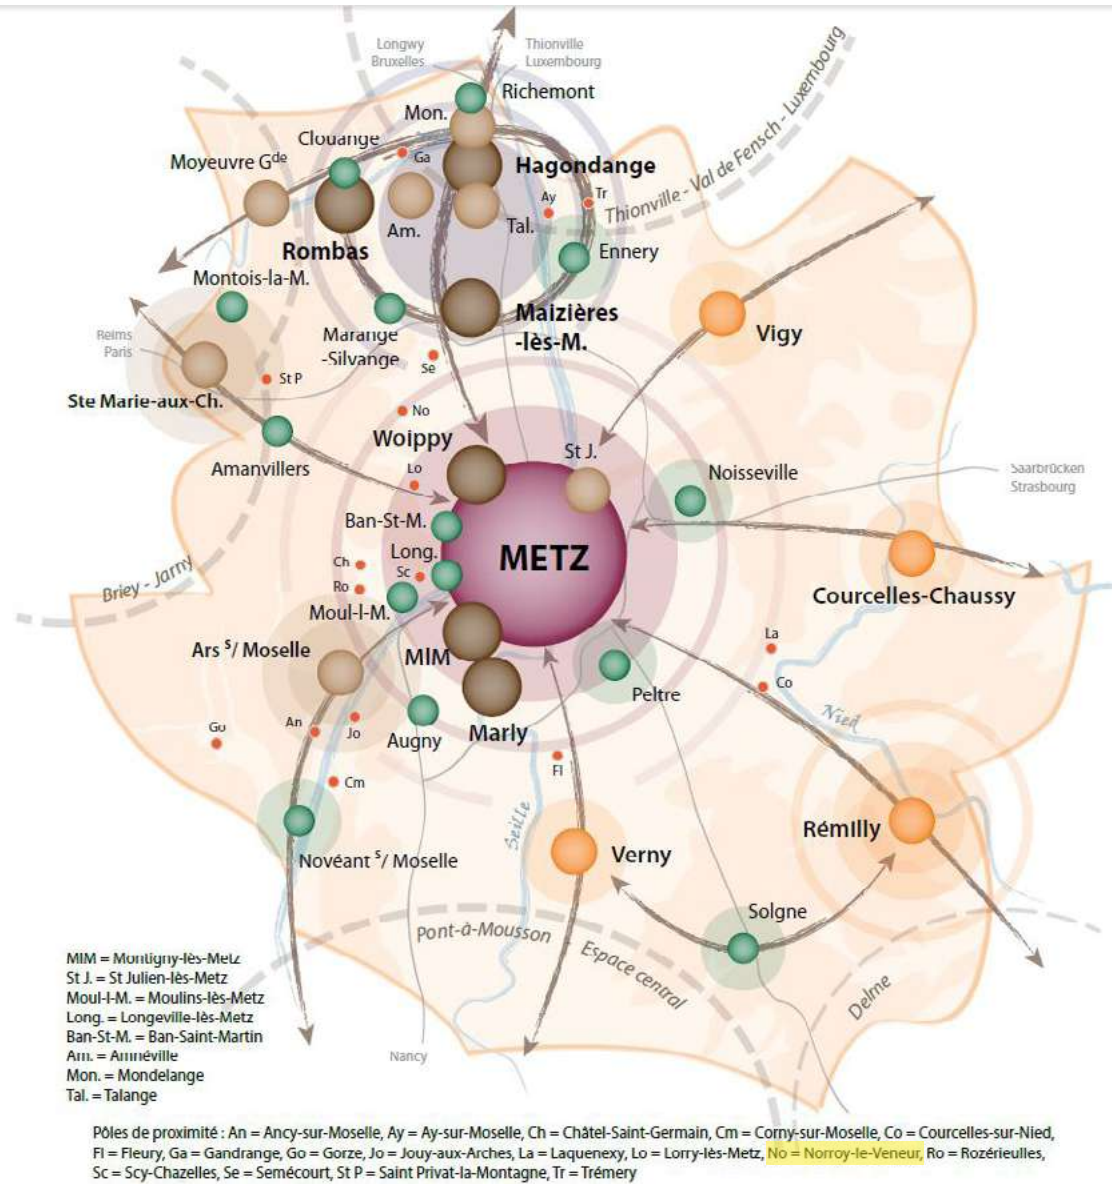 Longwy
Bruxelles
Thionville
Luxembourg
Richemont
Mon.
Clouange
Ga
Moyeuvre Gde
Hagondange
Ay
Tr
Thionville - Val de Fensch - Luxembourg
Am.
Tal.
Rombas
Ennery
Montois-la-M.
Maizières
-lès-M.
Vigy
Reims
Paris
Marange
-Silvange
Se
St P
Ste Marie-aux-Ch.
No
Woippy
St J.
Amanvillers
Lo
Noisseville
Saarbrücken
Strasbourg
Ban-St-M.
METZ
Long.
Ch
Sc
Ro
Briey - Jarny
Moul-l-M.
Courcelles-Chaussy
La
Ars s/ Moselle
MlM
Co
Peltre
Nied
Go
An
Jo
Augny
Marly
Fl
Cm
Seille
Rémilly
Novéant s/ Moselle
Verny
Solgne
Pont-à-Mousson
Espace central
Delme
Nancy
MlM = Montigny-lès-Metz
St J. = St Julien-lès-Metz
Moul-l-M. = Moulins-lès-Metz
Long. = Longeville-lès-Metz
Ban-St-M. = Ban-Saint-Martin
Am. = Amnéville
Mon. = Mondelange
Tal. = Talange
Pôles de proximité : An = Ancy-sur-Moselle, Ay = Ay-sur-Moselle, Ch = Châtel-Saint-Germain, Cm = Corny-sur-Moselle, Co = Courcelles-sur-Nied,
Fl = Fleury, Ga = Gandrange, Go = Gorze, Jo = Jouy-aux-Arches, La = Laquenexy, Lo = Lorry-lès-Metz, No = Norroy-le-Veneur, Ro = Rozérieulles,
Sc = Scy-Chazelles, Se = Semécourt, St P = Saint Privat-la-Montagne, Tr = Trémery